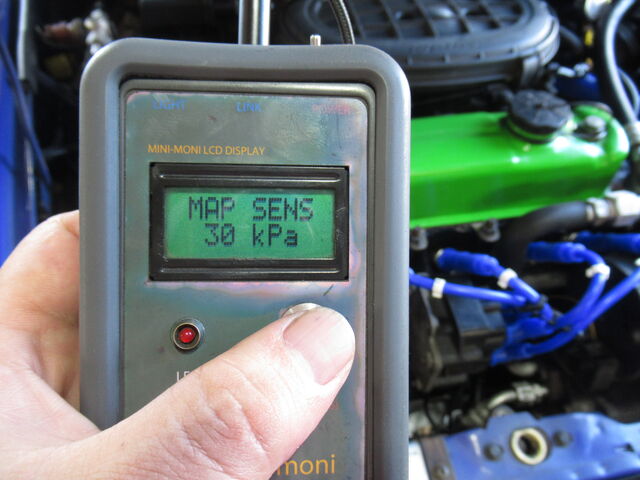 LIGHT LINK POWER
MINI-MONI LCD DISPLAY
MAP SENS
30 kPa
moni